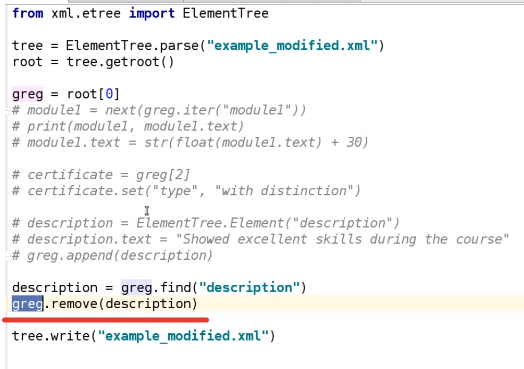 from xml.etree import ElementTree
tree = ElementTree.parse("example_modified.xml")
root = tree.getroot()
greg = root[0]
# module1 = next(greg.iter("module1"))
# print(module1, module1.text)
# module1.text = str(float(module1.text) + 30)
# certificate = greg[2]
# certificate.set("type", "with distinction")
# description = ElementTree.Element("description")
# description.text = "Showed excellent skills during the course"
# greg.append(description)
description = greg.find("description")
greg.remove(description)
tree.write("example_modified.xml")